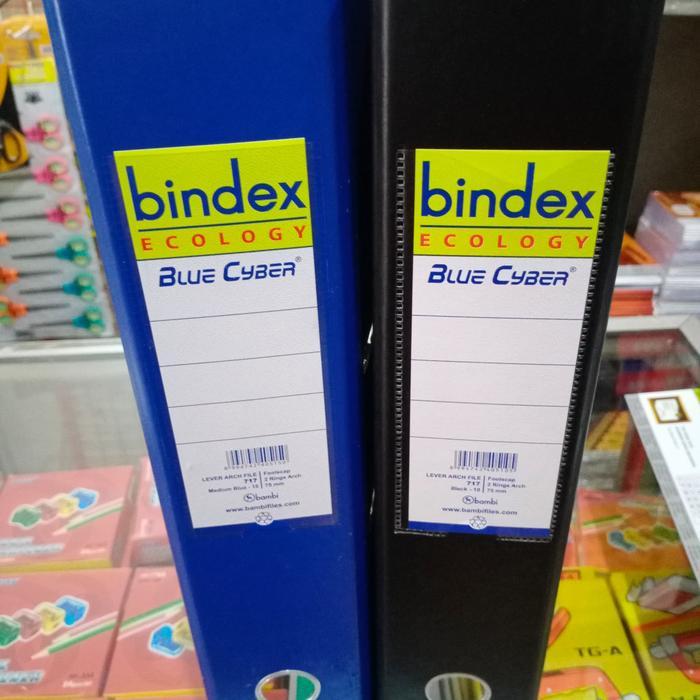 bindex
ECOLOGY
BLUE CYBER®
LEVER ARCH FILE | Foolscap
717 | 2 Rings Arch
Medium Blue - 10 | 75 mm
bambi
www.bambifiles.com
bindex
ECOLOGY
BLUE CYBER®
LEVER ARCH FILE | Foolscap
717 | 2 Rings Arch
Black - 10 | 75 mm
bambi
www.bambifiles.com
TG-A